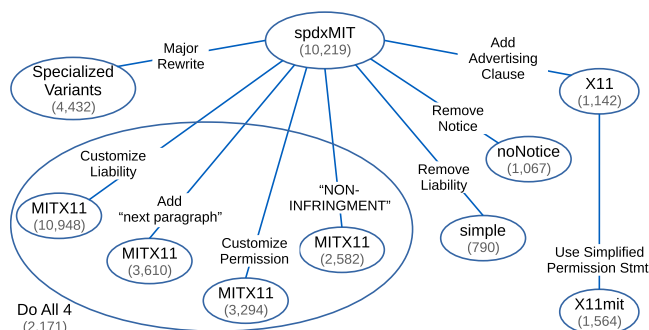 spdxMIT
(10,219)
Major
Rewrite
Add
Advertising
Clause
Specialized
Variants
(4,432)
X11
(1,142)
Remove
Notice
noNotice
(1,067)
Customize
Liability
Remove
Liability
Add
“next paragraph”
“NON-
INFRINGMENT”
MITX11
(10,948)
simple
(790)
MITX11
(3,610)
Customize
Permission
MITX11
(2,582)
Use Simplified
Permission Stmt
MITX11
(3,294)
X11mit
(1,564)
Do All 4
(2,171)